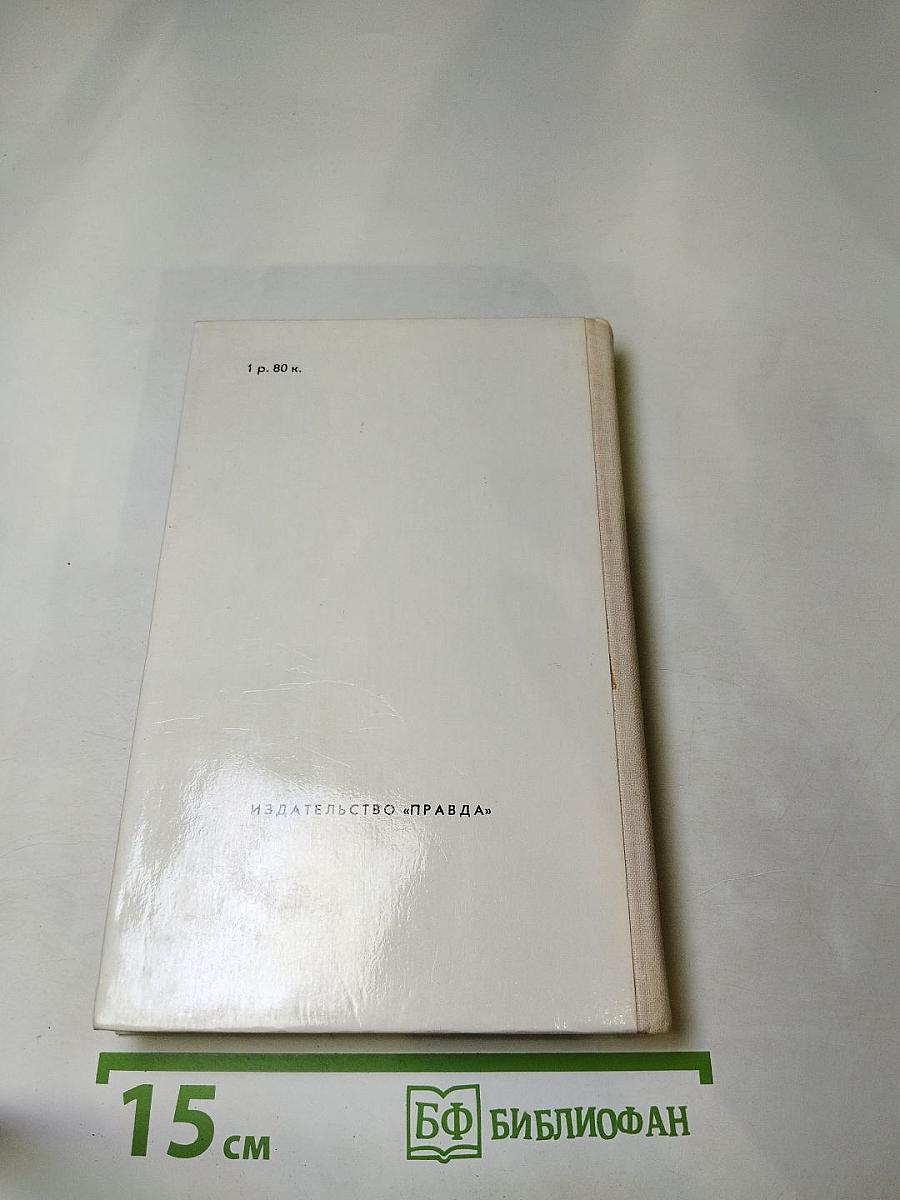 1 р. 80 к.
ИЗДАТЕЛЬСТВО «ПРАВДА»
15 см
БФ БИБЛИОФАН